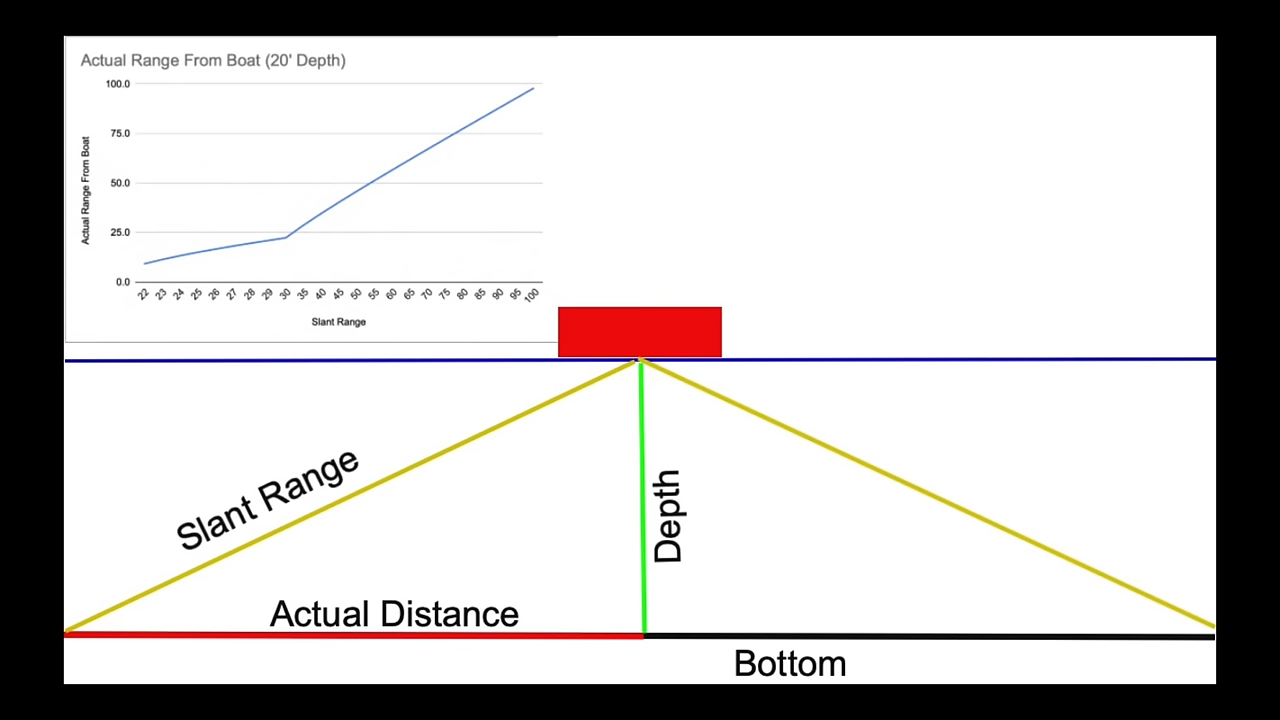 Actual Range From Boat (20' Depth)
100.0
75.0
50.0
25.0
0.0
Actual Range From Boat
22 23 24 25 26 27 28 29 30 35 40 45 50 55 60 65 70 75 80 85 90 95 100
Slant Range
Slant Range
Depth
Actual Distance
Bottom